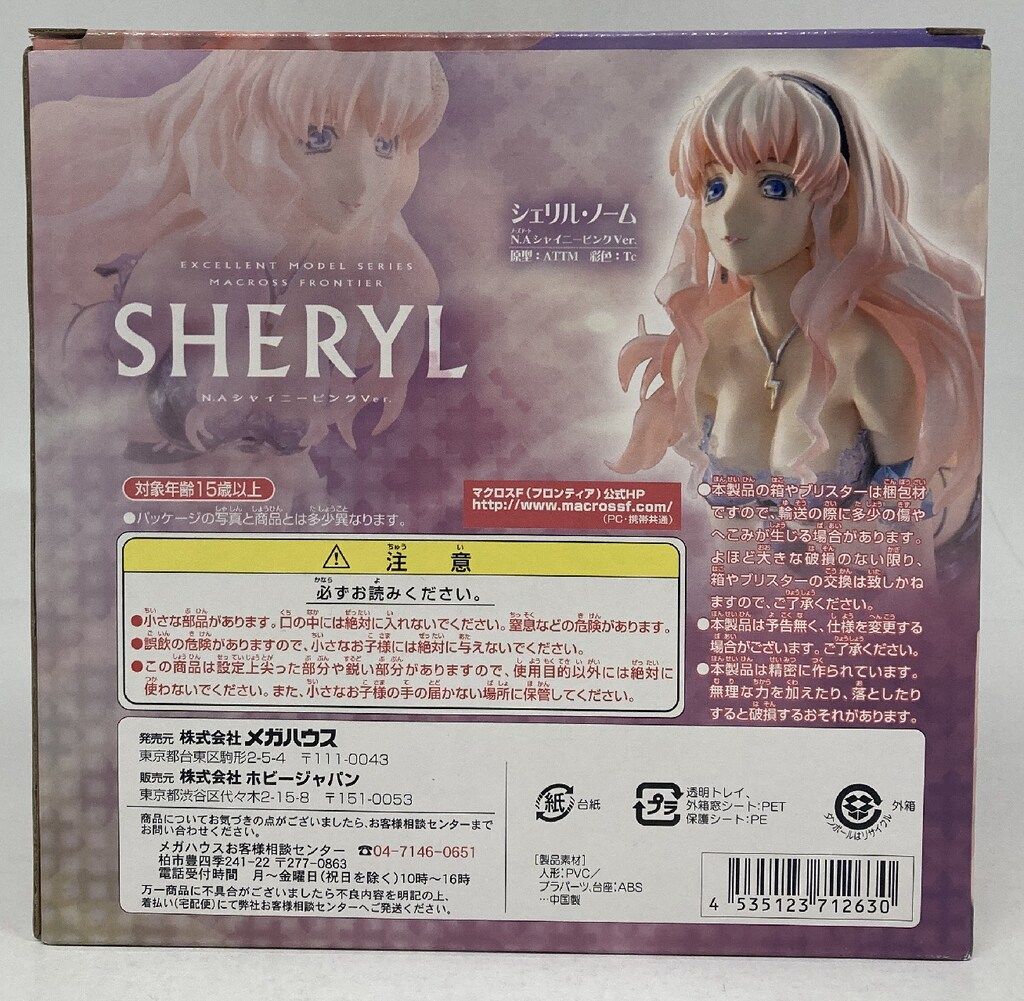 シェリル・ノーム
N.AシャイニーピンクVer.
原型：ATTM　彩色：Tc
EXCELLENT MODEL SERIES
MACROSS FRONTIER
SHERYL
N.AシャイニーピンクVer.
対象年齢15歳以上
●パッケージの写真と商品とは多少異なります。
マクロスF（フロンティア）公式HP
http://www.macrossf.com/
(PC・携帯共通)
注意
必ずお読みください。
●小さな部品があります。口の中には絶対に入れないでください。窒息などの危険があります。
●誤飲の危険がありますので、小さなお子様には絶対に与えないでください。
●この商品は設定上尖った部分や鋭い部分がありますので、使用目的以外には絶対に
使わないでください。また、小さなお子様の手の届かない場所に保管してください。
●本製品の箱やブリスターは梱包材
ですので、輸送の際に多少の傷や
へこみが生じる場合があります。
よほど大きな破損のない限り、
箱やブリスターの交換は致しかね
ますので、ご了承ください。
●本製品は予告無く、仕様を変更する
場合がございます。ご了承ください。
●本製品は精密に作られています。
無理な力を加えたり、落としたり
すると破損するおそれがあります。
発売元 株式会社 メガハウス
東京都台東区駒形2-5-4　〒111-0043
販売元 株式会社 ホビージャパン
東京都渋谷区代々木2-15-8　〒151-0053
商品についてお気づきの点がございましたら、お客様相談センターまで
お問い合わせください。
メガハウスお客様相談センター　☎04-7146-0651
柏市豊四季241-22 〒277-0863
電話受付時間　月〜金曜日(祝日を除く)10時〜16時
万一商品に不具合がございましたら不良内容を明記の上、
着払い(宅配便)にて弊社お客様相談センターへご発送ください。
紙 台紙
プラ 透明トレイ、
外箱窓シート:PET
保護シート:PE
外箱
ダンボールはリサイクル
[製品素材]
人形:PVC/
プラパーツ、台座:ABS
…中国製
4 535123 712630